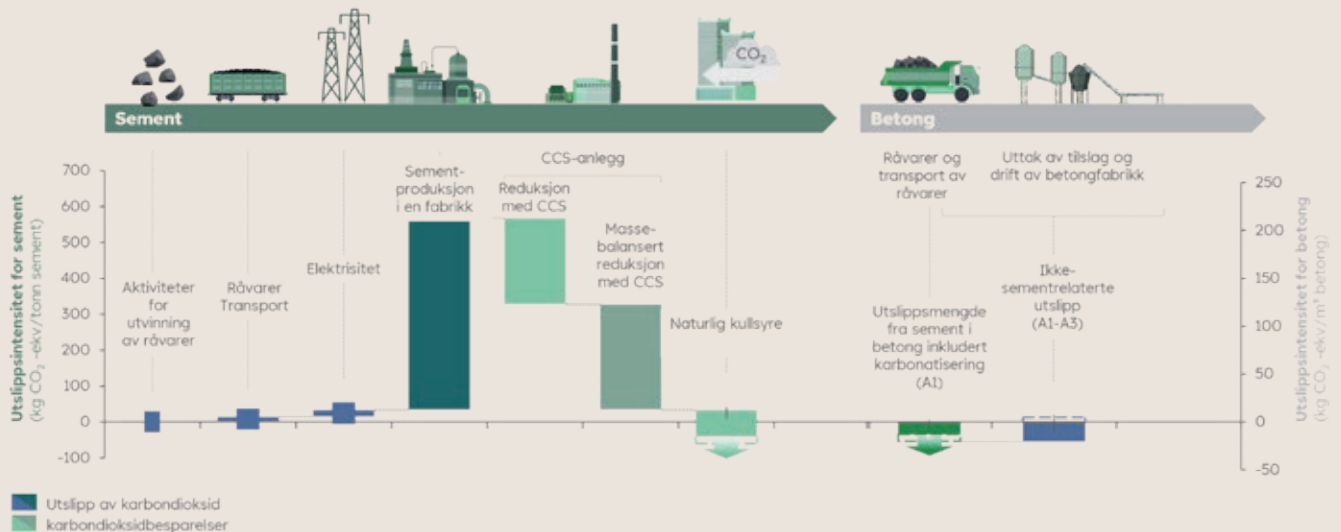 CO₂
Sement
Betong
Utslippsintensitet for sement
(kg CO₂ -ekv/tonn sement)
700
600
500
400
300
200
100
0
-100
Aktiviteter
for
utvinning
av råvarer
Råvarer
Transport
Elektrisitet
Sement-
produksjon
i en fabrikk
CCS-anlegg
Reduksjon
med CCS
Masse-
balansert
reduksjon
med CCS
Naturlig kullsyre
Råvarer og
transport av
råvarer
Uttak av tilslag og
drift av betongfabrikk
Utslippsmengde
fra sement i
betong inkludert
karbonatisering
(A1)
Ikke-
sementrelaterte
utslipp
(A1-A3)
250
200
150
100
50
0
-50
Utslippsintensitet for betong
(kg CO₂ -ekv/m³ betong)
Utslipp av karbondioksid
karbondioksidbesparelser